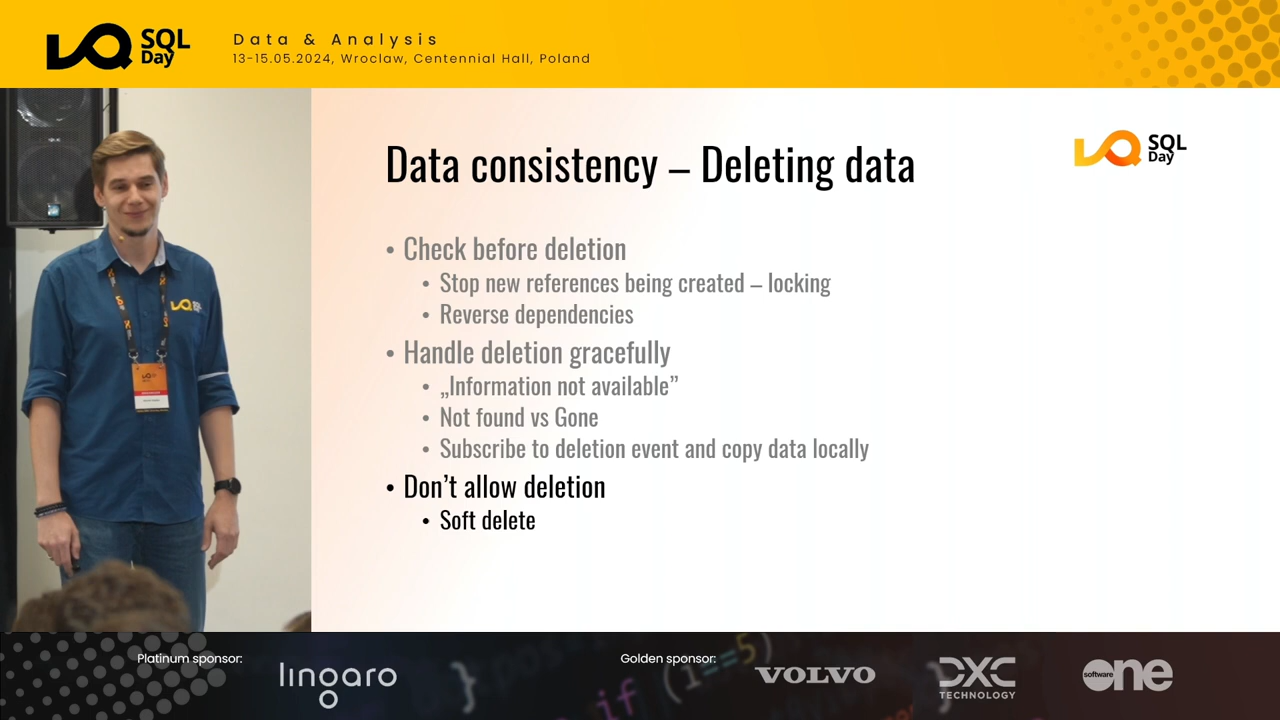 SQL
Day
Data & Analysis
13-15.05.2024, Wroclaw, Centennial Hall, Poland
Data consistency – Deleting data
SQL
Day
• Check before deletion
• Stop new references being created – locking
• Reverse dependencies
• Handle deletion gracefully
• „Information not available”
• Not found vs Gone
• Subscribe to deletion event and copy data locally
• Don’t allow deletion
• Soft delete
Platinum sponsor:
lingaro
Golden sponsor:
VOLVO
DXC
TECHNOLOGY
software
one
if (i==5)